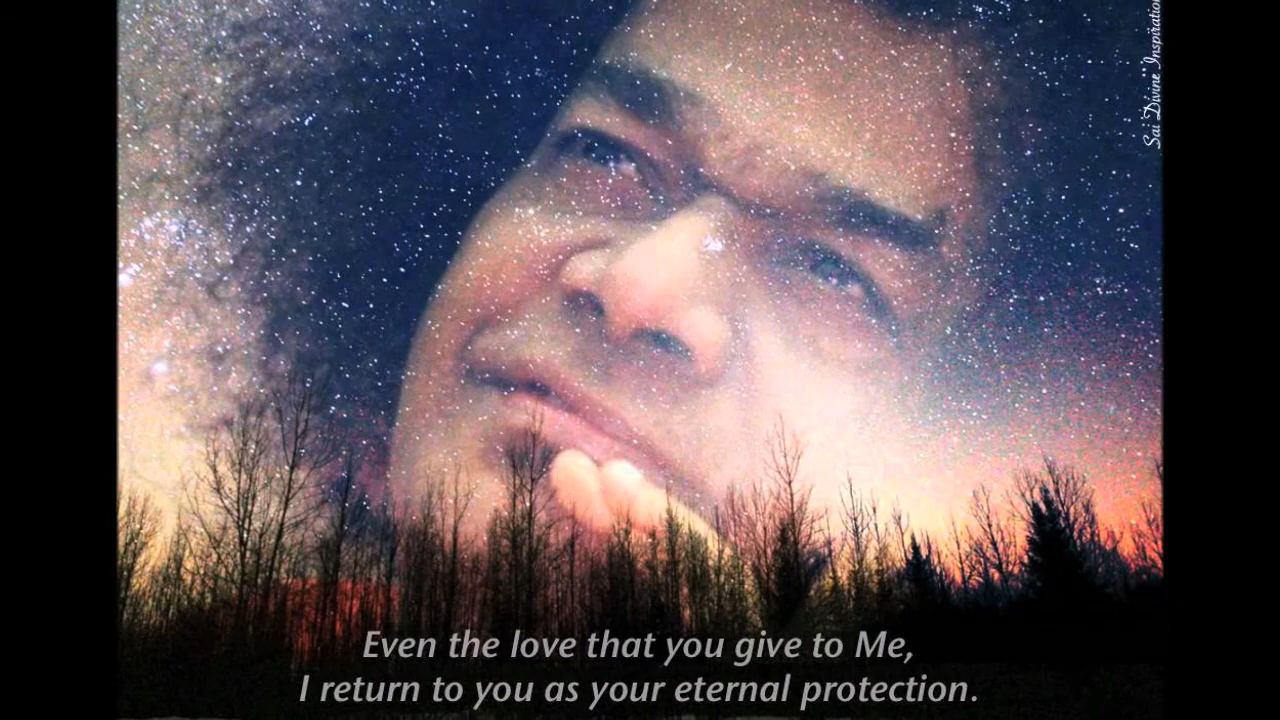 Sai Divine Inspiration
Even the love that you give to Me,
I return to you as your eternal protection.